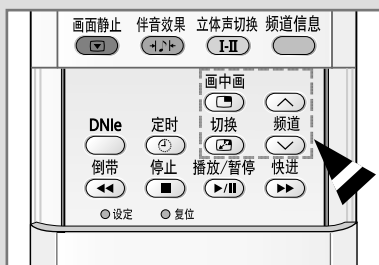 画面静止 伴音效果 立体声切换 频道信息
I-II
画中画
DNIe 定时 切换 频道
倒带 停止 播放/暂停 快进
设定 复位